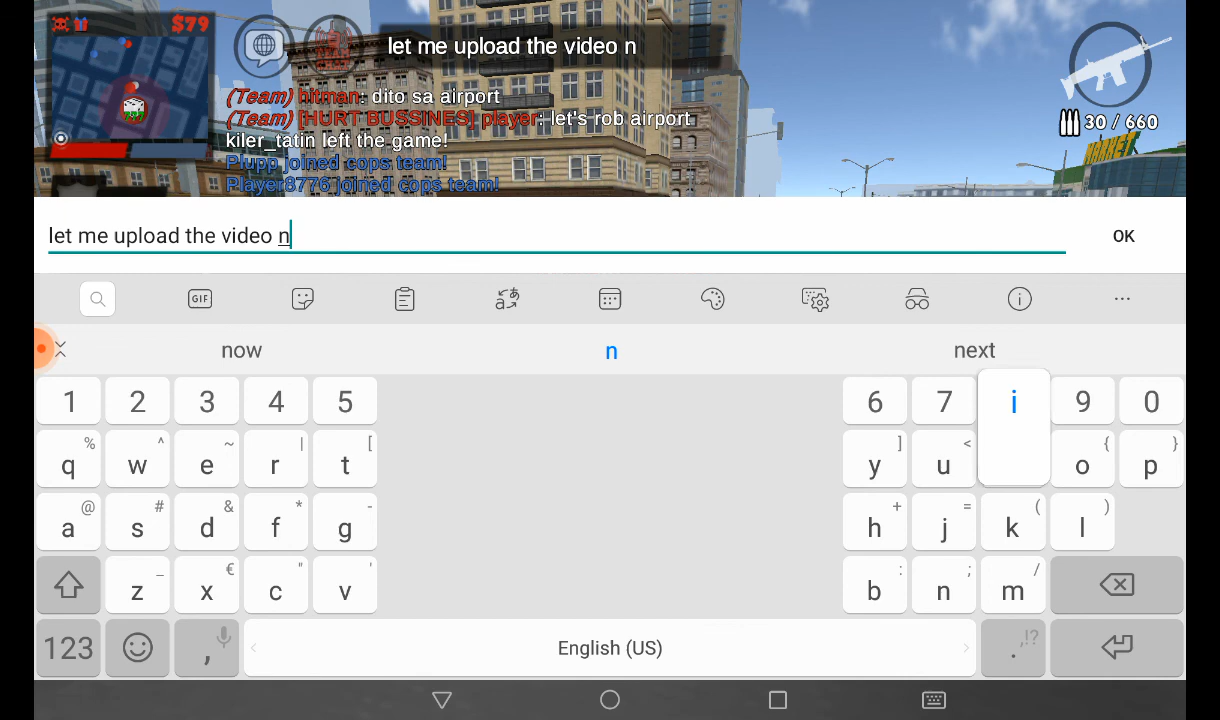 $79
let me upload the video n
(Team) hitman: dito sa airport
(Team) [HURT BUSSINES] player: let's rob airport
kiler_tatin left the game!
Plupp joined cops team!
Player8776 joined cops team!
30 / 660
MARKET
let me upload the video n
OK
GIF
now n next
1 2 3 4 5 6 7 i 9 0
% ^ ~ | [ ] < { }
q w e r t y u o p
@ # & * - + = ( )
a s d f g h j k l
_ € " ' : ; /
z x c v b n m
,!?
123 , English (US) .